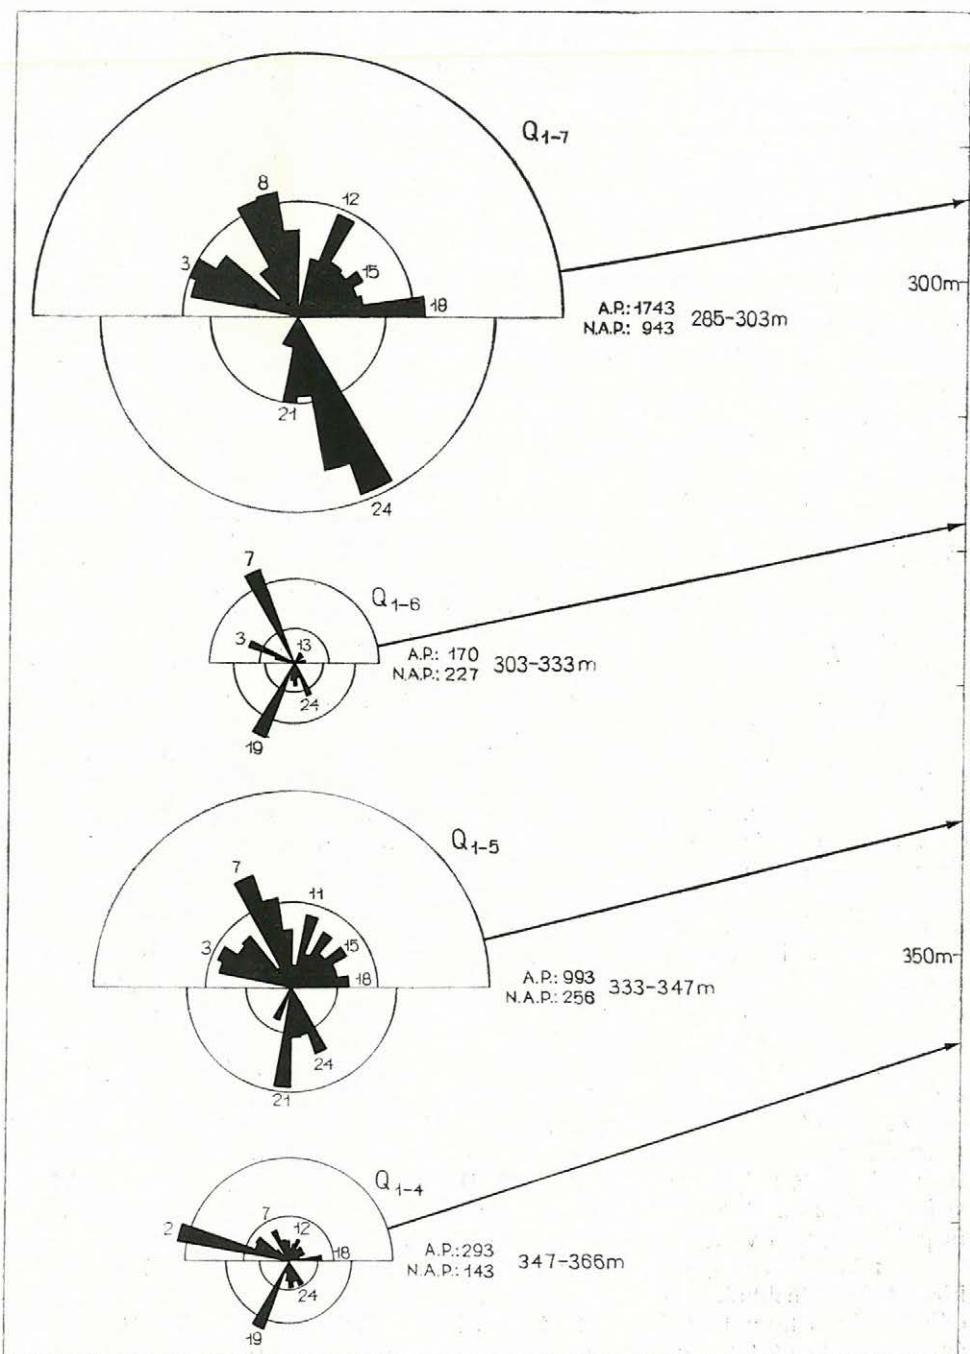 Q1-7
8
12
3
15
18
300m
A.P.: 1743
N.A.P.: 943
285-303m
21
24
7
Q1-6
3
13
A.P.: 170
N.A.P.: 227
303-333m
24
19
Q1-5
7
11
3
15
18
350m
A.P.: 993
N.A.P.: 256
333-347m
24
21
Q1-4
2
7
12
18
A.P.: 293
N.A.P.: 143
347-366m
24
19